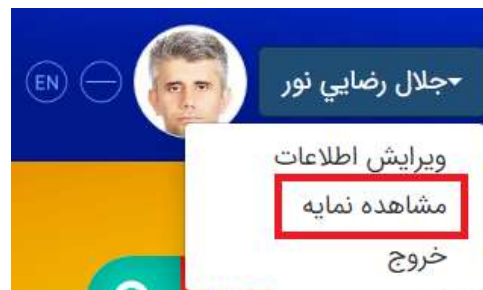 جلال رضايي نور
EN
ویرایش اطلاعات
مشاهده نمایه
خروج